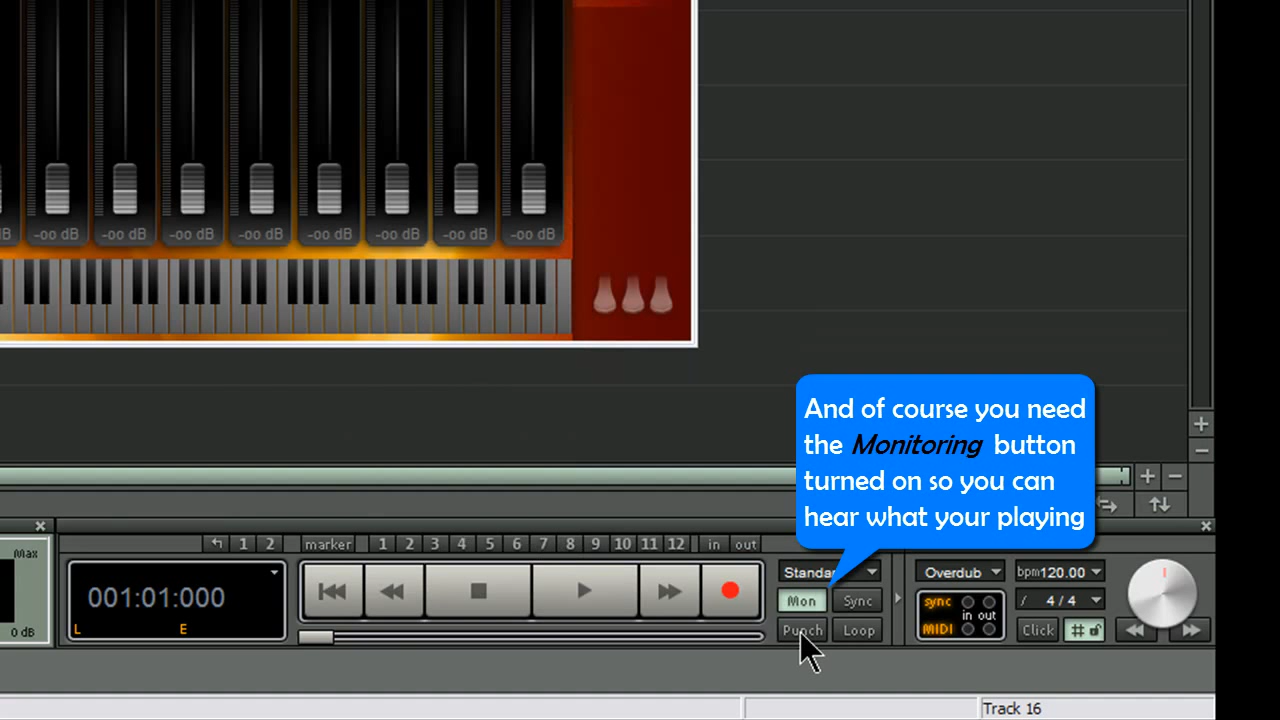 -oo dB -oo dB -oo dB -oo dB -oo dB -oo dB -oo dB -oo dB
And of course you need
the Monitoring button
turned on so you can
hear what your playing
1 2 marker 1 2 3 4 5 6 7 8 9 10 11 12 in out
Max
0 dB
001:01:000
L E
Mon Sync
Punch Loop
Overdub bpm 120.00
sync in out / 4/4
MIDI Click
Track 16